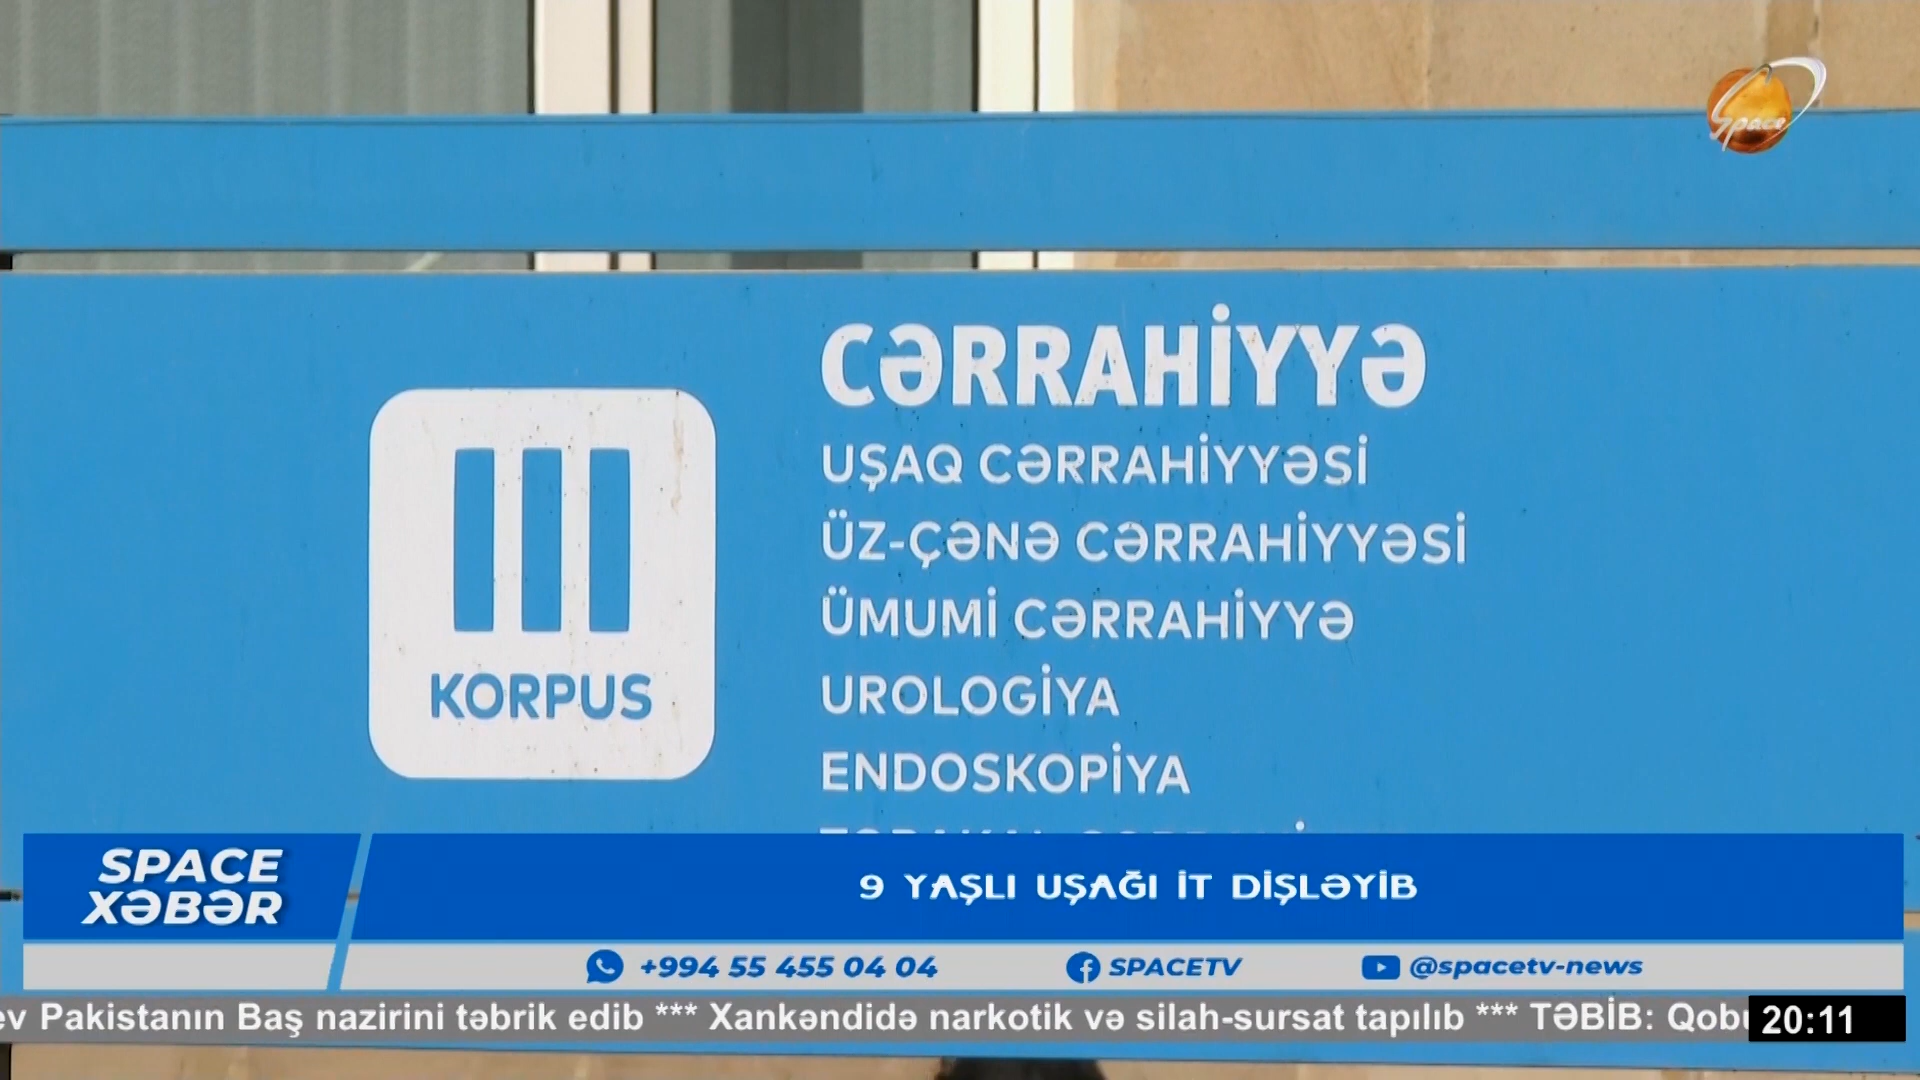 Space
CƏRRAHİYYƏ
UŞAQ CƏRRAHİYYƏSİ
ÜZ-ÇƏNƏ CƏRRAHİYYƏSİ
ÜMUMİ CƏRRAHİYYƏ
UROLOGİYA
ENDOSKOPİYA
III
KORPUS
SPACE
XƏBƏR
9 YAŞLI UŞAĞI İT DİŞLƏYİB
+994 55 455 04 04
SPACETV
@spacetv-news
Pakistanın Baş nazirini təbrik edib *** Xankəndidə narkotik və silah-sursat tapılıb *** TƏBİB:
20:11